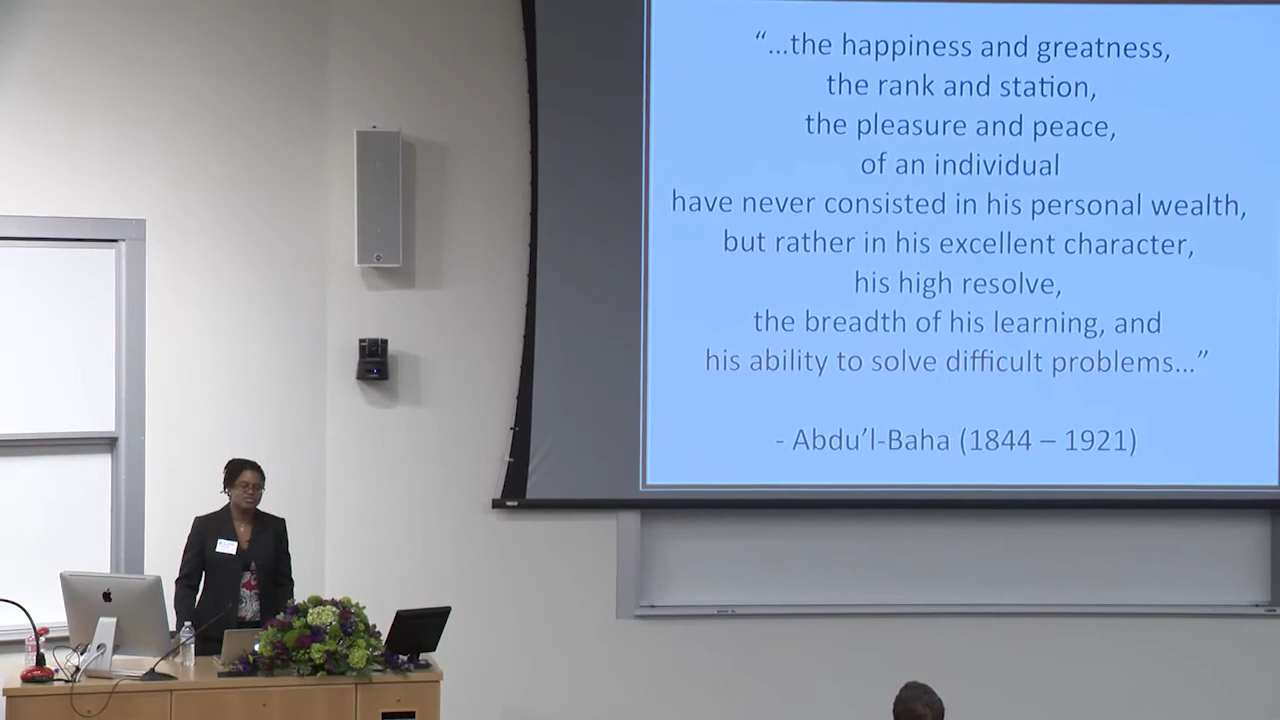 “...the happiness and greatness,
the rank and station,
the pleasure and peace,
of an individual
have never consisted in his personal wealth,
but rather in his excellent character,
his high resolve,
the breadth of his learning, and
his ability to solve difficult problems...”
- Abdu’l-Baha (1844 – 1921)